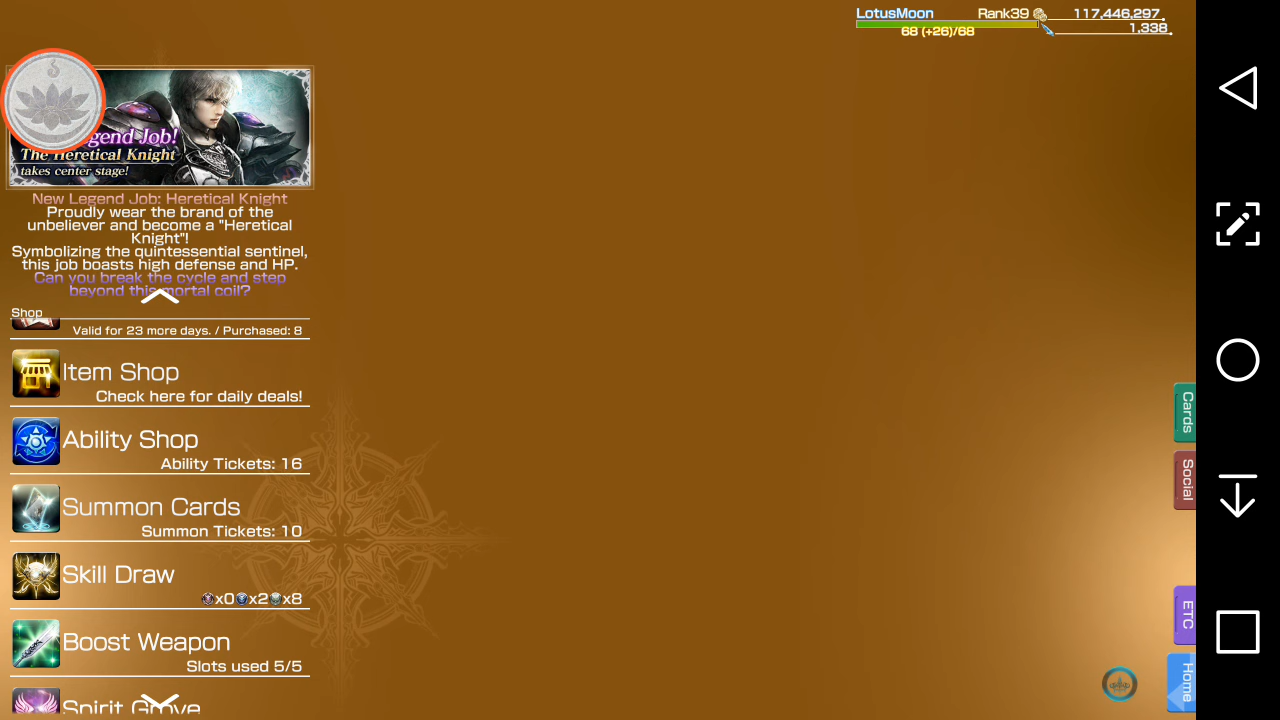 LotusMoon Rank39 117,446,297
68 (+26)/68 1,338
gend Job!
The Heretical Knight
takes center stage!
New Legend Job: Heretical Knight
Proudly wear the brand of the
unbeliever and become a "Heretical
Knight"!
Symbolizing the quintessential sentinel,
this job boasts high defense and HP.
Can you break the cycle and step
beyond this mortal coil?
Shop
Valid for 23 more days. / Purchased: 8
Item Shop
Check here for daily deals!
Ability Shop
Ability Tickets: 16
Summon Cards
Summon Tickets: 10
Skill Draw
x0 x2 x8
Boost Weapon
Slots used 5/5
Spirit Grove
Cards
Social
ETC
Home